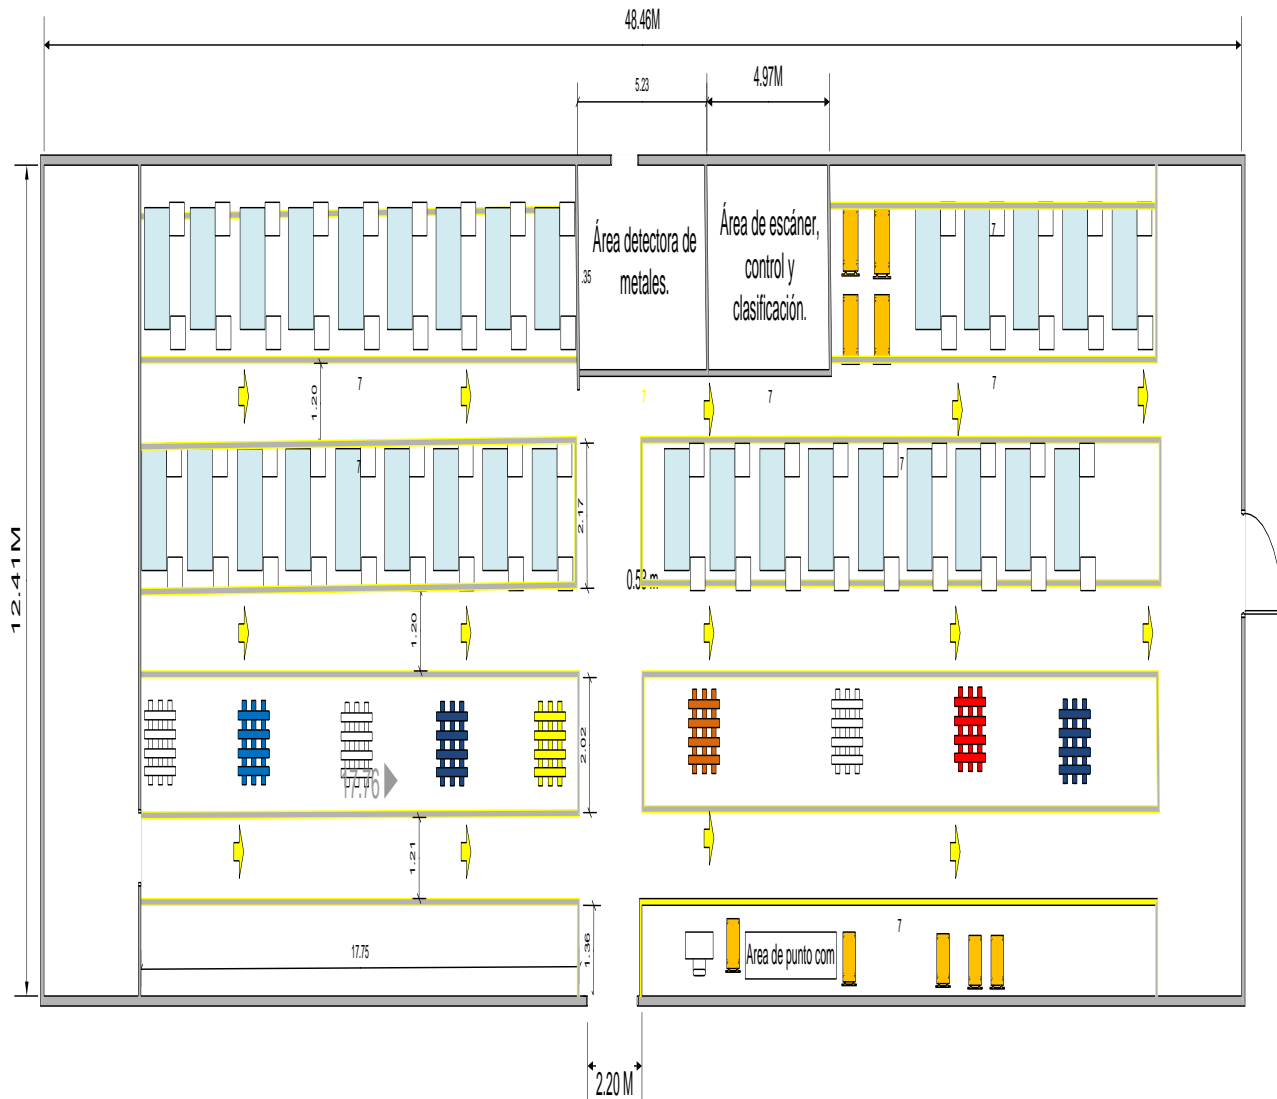 48.46M
5.23
4.97M
7
Área detectora de
metales.
.35
Área de escáner,
control y
clasificación.
7
1.20
7
7
7
12.41M
7
7
2.17
0.53 m
1.20
2.02
17.76
1.21
17.75
1.36
7
Area de punto com
2.20 M